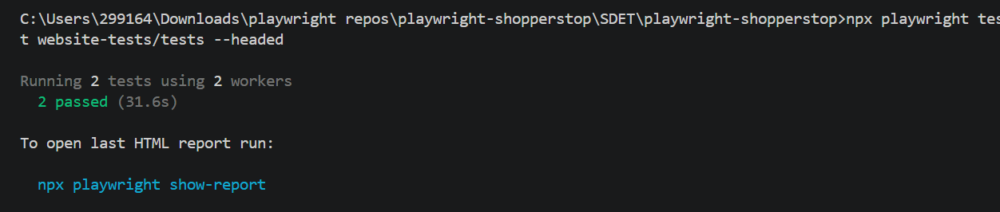 C:\Users\299164\Downloads\playwright repos\playwright-shopperstop\SDET\playwright-shopperstop>npx playwright tes
t website-tests/tests --headed
Running 2 tests using 2 workers
2 passed (31.6s)
To open last HTML report run:
npx playwright show-report